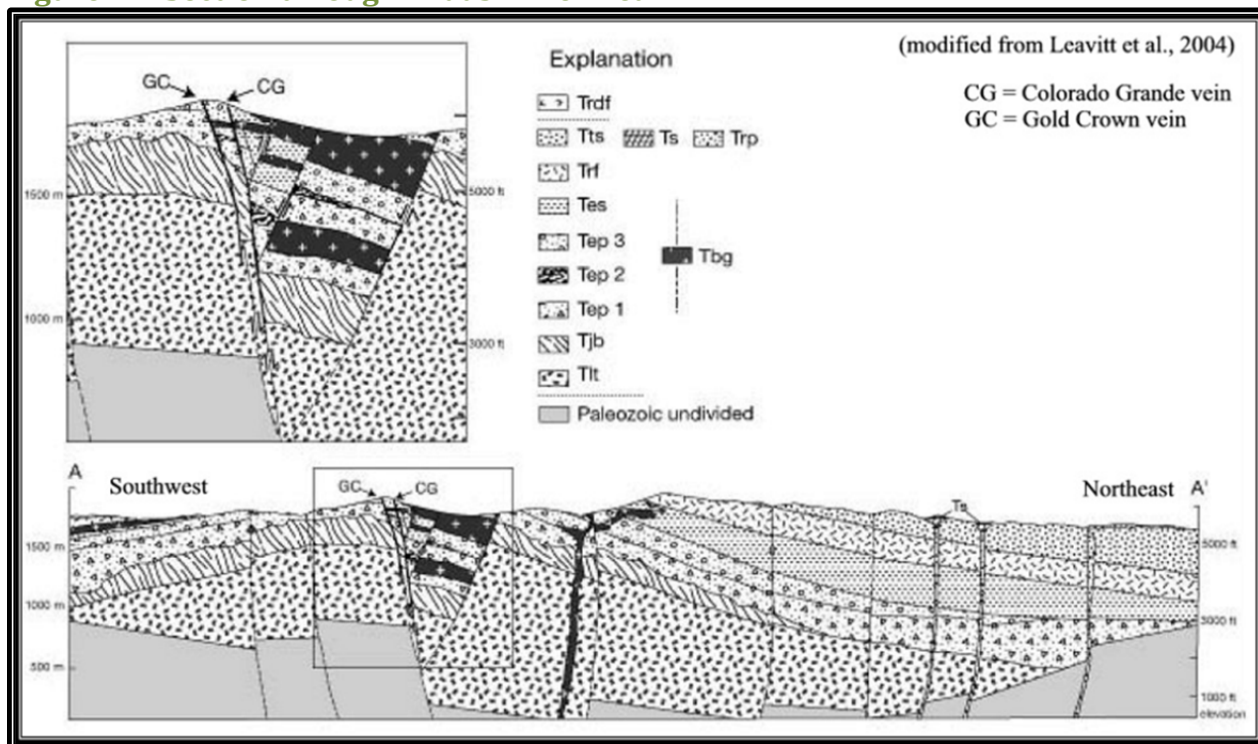 (modified from Leavitt et al., 2004)
CG = Colorado Grande vein
GC = Gold Crown vein
GC
CG
1500 m
1000 m
5000 ft
3000 ft
Explanation
Trdf
Tts Ts Trp
Trf
Tes
Tep 3
Tep 2
Tep 1
Tjb
Tlt
Paleozoic undivided
Tbg
A
Southwest
GC
CG
Northeast
A'
Ts
1500 m
1000 m
500 m
5000 ft
3000 ft
1000 ft
elevation